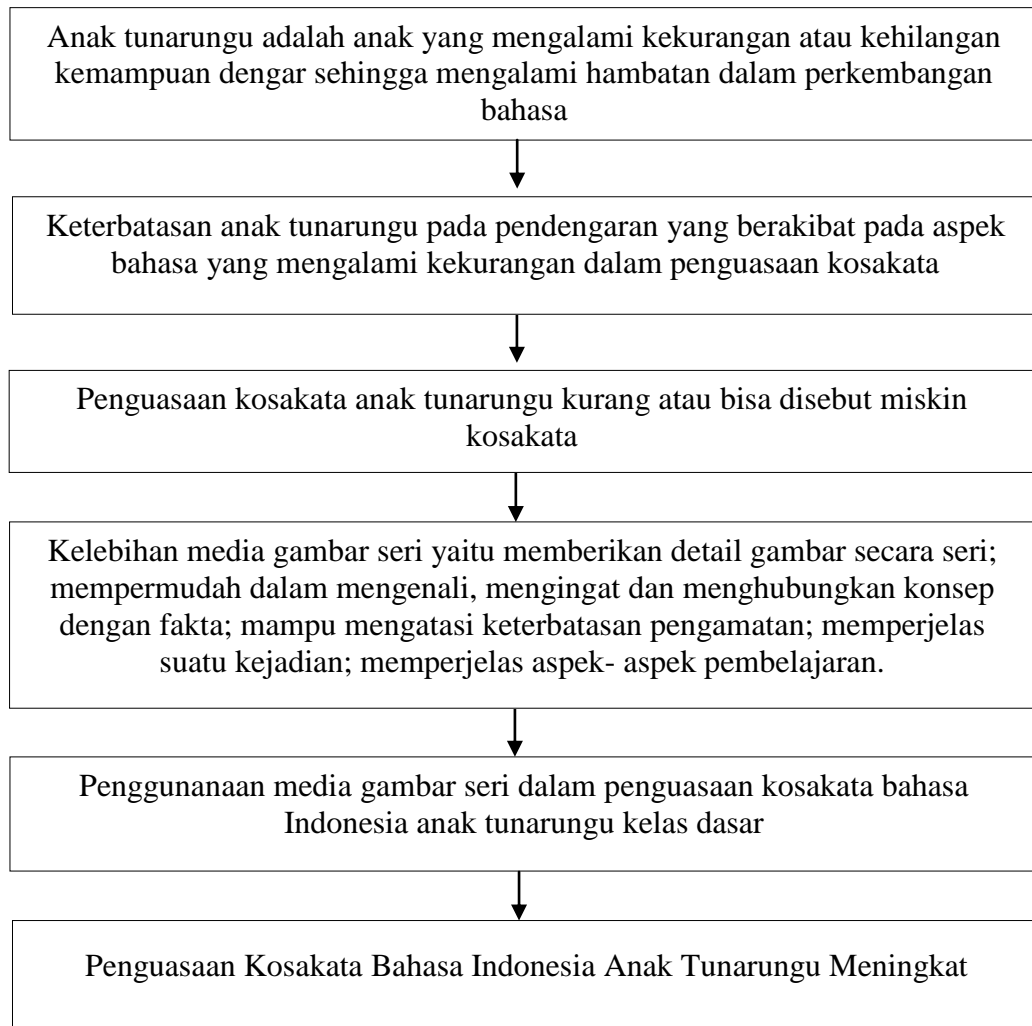 Anak tunarungu adalah anak yang mengalami kekurangan atau kehilangan
kemampuan dengar sehingga mengalami hambatan dalam perkembangan
bahasa
Keterbatasan anak tunarungu pada pendengaran yang berakibat pada aspek
bahasa yang mengalami kekurangan dalam penguasaan kosakata
Penguasaan kosakata anak tunarungu kurang atau bisa disebut miskin
kosakata
Kelebihan media gambar seri yaitu memberikan detail gambar secara seri;
mempermudah dalam mengenali, mengingat dan menghubungkan konsep
dengan fakta; mampu mengatasi keterbatasan pengamatan; memperjelas
suatu kejadian; memperjelas aspek- aspek pembelajaran.
Penggunanaan media gambar seri dalam penguasaan kosakata bahasa
Indonesia anak tunarungu kelas dasar
Penguasaan Kosakata Bahasa Indonesia Anak Tunarungu Meningkat